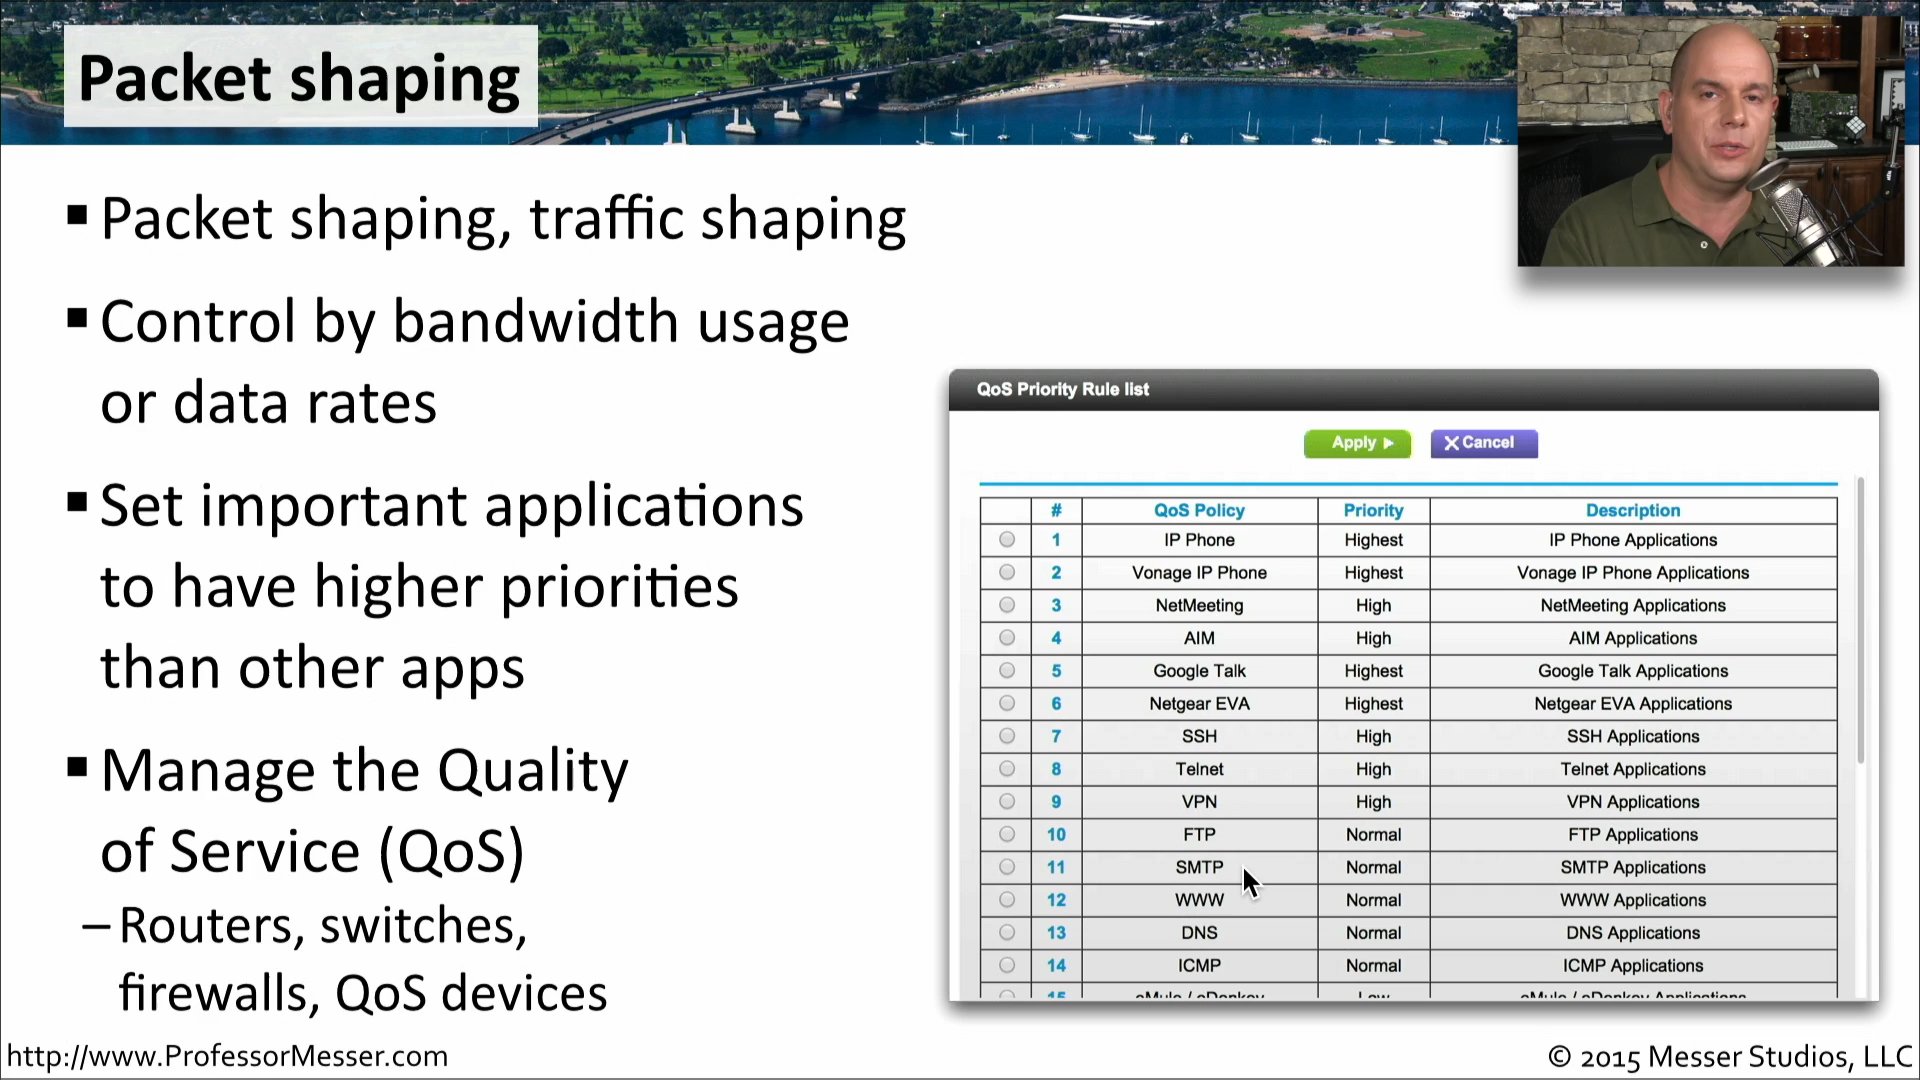 Packet shaping
▪ Packet shaping, traffic shaping
▪ Control by bandwidth usage
or data rates
▪ Set important applications
to have higher priorities
than other apps
▪ Manage the Quality
of Service (QoS)
– Routers, switches,
firewalls, QoS devices
QoS Priority Rule list
Apply ▶ X Cancel
# QoS Policy Priority Description
1 IP Phone Highest IP Phone Applications
2 Vonage IP Phone Highest Vonage IP Phone Applications
3 NetMeeting High NetMeeting Applications
4 AIM High AIM Applications
5 Google Talk Highest Google Talk Applications
6 Netgear EVA Highest Netgear EVA Applications
7 SSH High SSH Applications
8 Telnet High Telnet Applications
9 VPN High VPN Applications
10 FTP Normal FTP Applications
11 SMTP Normal SMTP Applications
12 WWW Normal WWW Applications
13 DNS Normal DNS Applications
14 ICMP Normal ICMP Applications
15 eMule / eDonkey Low eMule / eDonkey Applications
http://www.ProfessorMesser.com
© 2015 Messer Studios, LLC